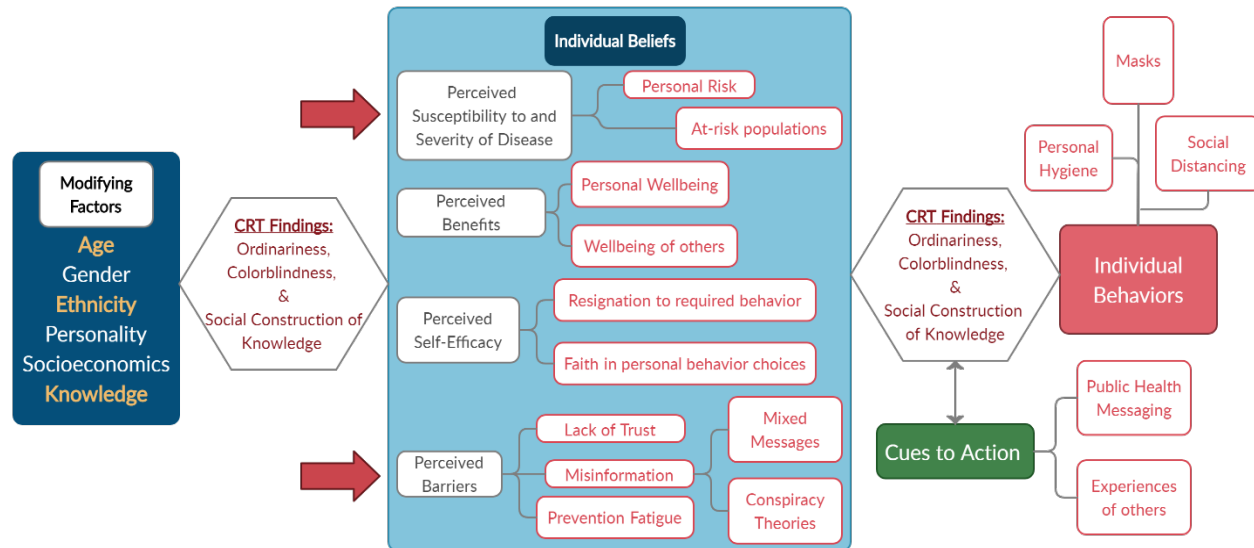 Modifying
Factors
Age
Gender
Ethnicity
Personality
Socioeconomics
Knowledge
CRT Findings:
Ordinariness,
Colorblindness,
&
Social Construction of
Knowledge
Individual Beliefs
Perceived
Susceptibility to and
Severity of Disease
Personal Risk
At-risk populations
Perceived
Benefits
Personal Wellbeing
Wellbeing of others
Perceived
Self-Efficacy
Resignation to required behavior
Faith in personal behavior choices
Perceived
Barriers
Lack of Trust
Misinformation
Prevention Fatigue
Mixed
Messages
Conspiracy
Theories
CRT Findings:
Ordinariness,
Colorblindness,
&
Social Construction
of Knowledge
Masks
Personal
Hygiene
Social
Distancing
Individual
Behaviors
Cues to Action
Public Health
Messaging
Experiences
of others